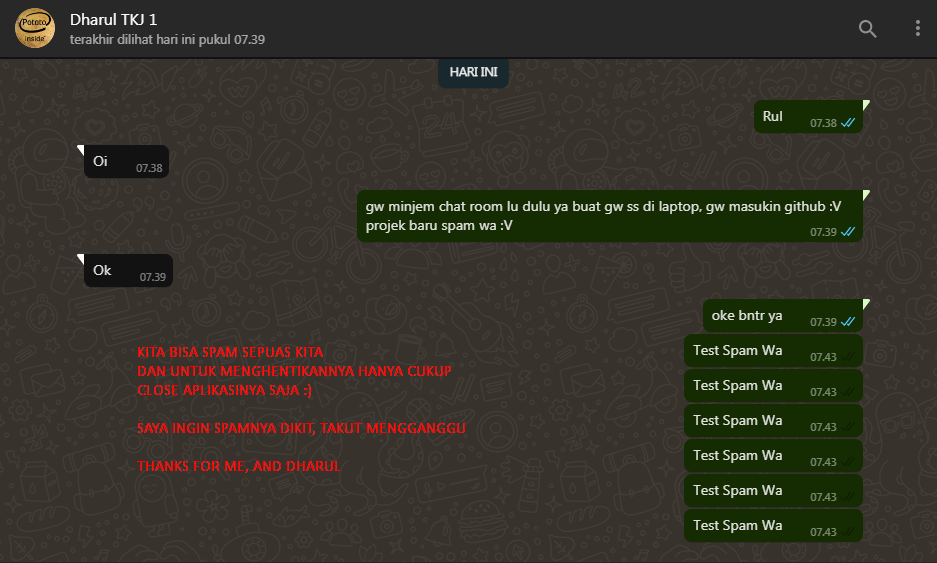 Potato
inside
Dharul TKJ 1
terakhir dilihat hari ini pukul 07.39
HARI INI
Rul 07.38
Oi 07.38
gw minjem chat room lu dulu ya buat gw ss di laptop, gw masukin github :V
projek baru spam wa :V 07.39
Ok 07.39
oke bntr ya 07.39
Test Spam Wa 07.43
Test Spam Wa 07.43
Test Spam Wa 07.43
Test Spam Wa 07.43
Test Spam Wa 07.43
Test Spam Wa 07.43
KITA BISA SPAM SEPUAS KITA
DAN UNTUK MENGHENTIKANNYA HANYA CUKUP
CLOSE APLIKASINYA SAJA :)
SAYA INGIN SPAMNYA DIKIT, TAKUT MENGGANGGU
THANKS FOR ME, AND DHARUL